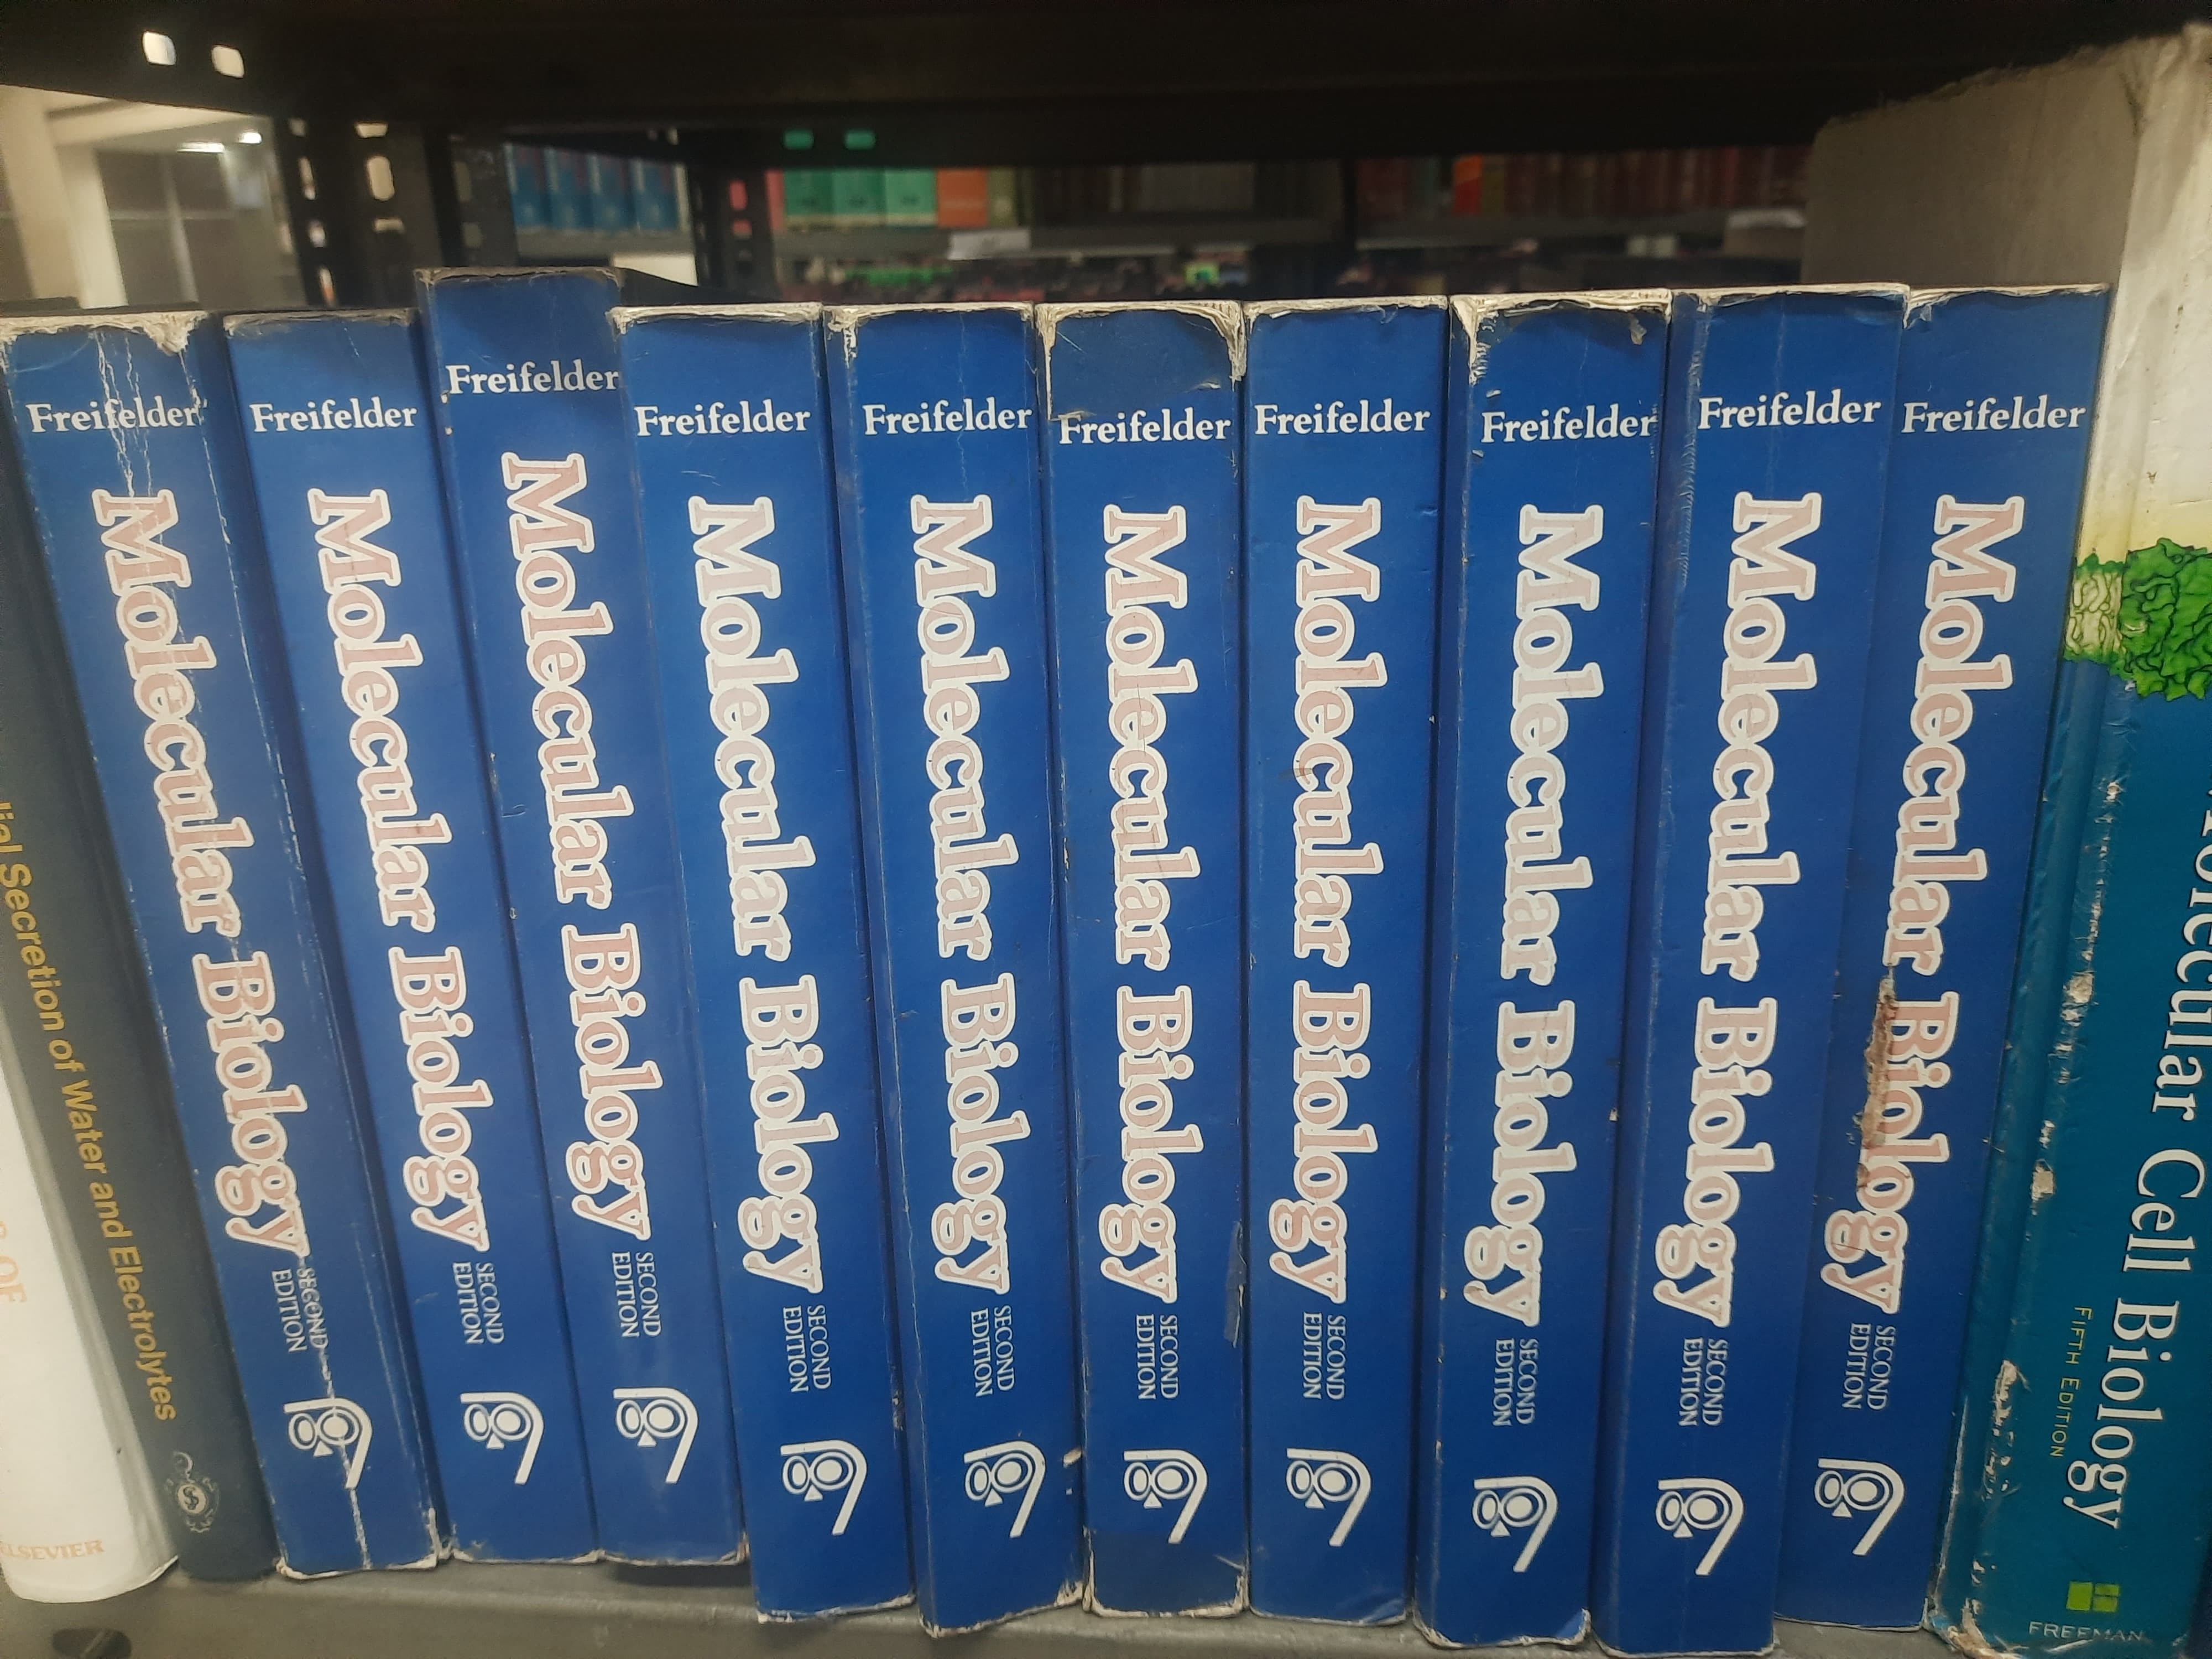 OF
ELSEVIER
Secretion of Water and Electrolytes
Freifelder
Molecular Biology
SECOND
EDITION
Freifelder
Molecular Biology
SECOND
EDITION
Freifelder
Molecular Biology
SECOND
EDITION
Freifelder
Molecular Biology
SECOND
EDITION
Freifelder
Molecular Biology
SECOND
EDITION
Freifelder
Molecular Biology
SECOND
EDITION
Freifelder
Molecular Biology
SECOND
EDITION
Freifelder
Molecular Biology
SECOND
EDITION
Freifelder
Molecular Biology
SECOND
EDITION
Freifelder
Molecular Biology
SECOND
EDITION
Molecular Cell Biology
FIFTH EDITION
FREEMAN